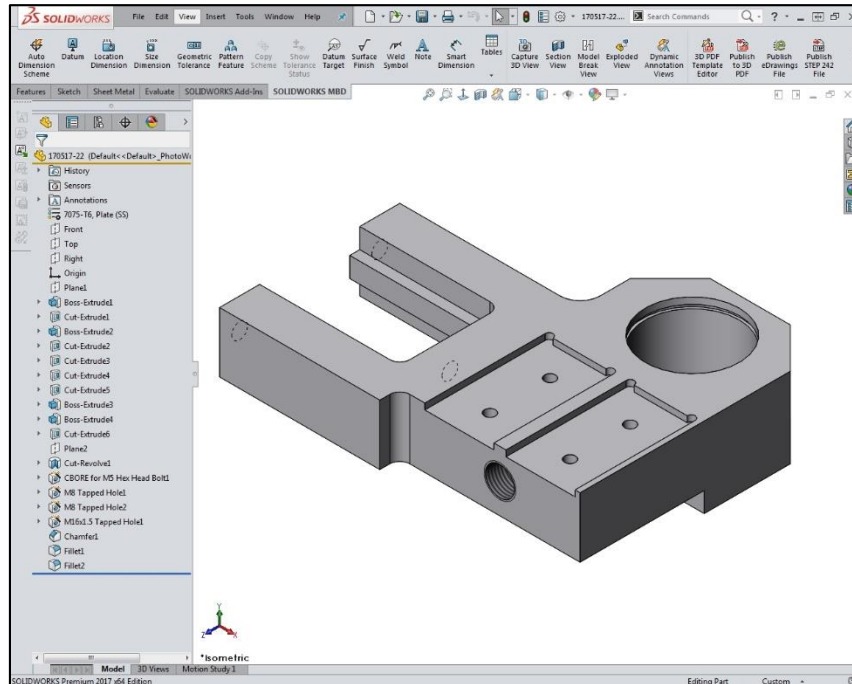 SOLIDWORKS File Edit View Insert Tools Window Help 170517-22.... Search Commands
Auto Dimension Scheme
Datum
Location Dimension
Size Dimension
Geometric Tolerance
Pattern Feature
Copy Scheme
Show Tolerance Status
Datum Target
Surface Finish
Weld Symbol
Note
Smart Dimension
Tables
Capture 3D View
Section View
Model Break View
Exploded View
Dynamic Annotation Views
3D PDF Template Editor
Publish to 3D PDF
Publish eDrawings File
Publish STEP 242 File
Features Sketch Sheet Metal Evaluate SOLIDWORKS Add-Ins SOLIDWORKS MBD
170517-22 (Default<<Default>_PhotoWo
History
Sensors
Annotations
7075-T6, Plate (SS)
Front
Top
Right
Origin
Plane1
Boss-Extrude1
Cut-Extrude1
Boss-Extrude2
Cut-Extrude2
Cut-Extrude3
Cut-Extrude4
Cut-Extrude5
Boss-Extrude3
Boss-Extrude4
Cut-Extrude6
Plane2
Cut-Revolve1
CBORE for M5 Hex Head Bolt1
M8 Tapped Hole1
M8 Tapped Hole2
M16x1.5 Tapped Hole1
Chamfer1
Fillet1
Fillet2
Y
Z
X
*Isometric
Model 3D Views Motion Study 1
SOLIDWORKS Premium 2017 x64 Edition Editing Part Custom